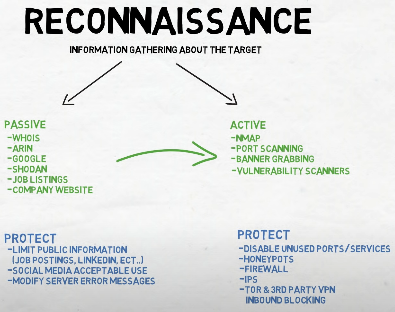 RECONNAISSANCE
INFORMATION GATHERING ABOUT THE TARGET
PASSIVE
-WHOIS
-ARIN
-GOOGLE
-SHODAN
-JOB LISTINGS
-COMPANY WEBSITE
ACTIVE
-NMAP
-PORT SCANNING
-BANNER GRABBING
-VULNERABILITY SCANNERS
PROTECT
-LIMIT PUBLIC INFORMATION
(JOB POSTINGS, LINKEDIN, ECT..)
-SOCIAL MEDIA ACCEPTABLE USE
-MODIFY SERVER ERROR MESSAGES
PROTECT
-DISABLE UNUSED PORTS/SERVICES
-HONEYPOTS
-FIREWALL
-IPS
-TOR & 3RD PARTY VPN
INBOUND BLOCKING